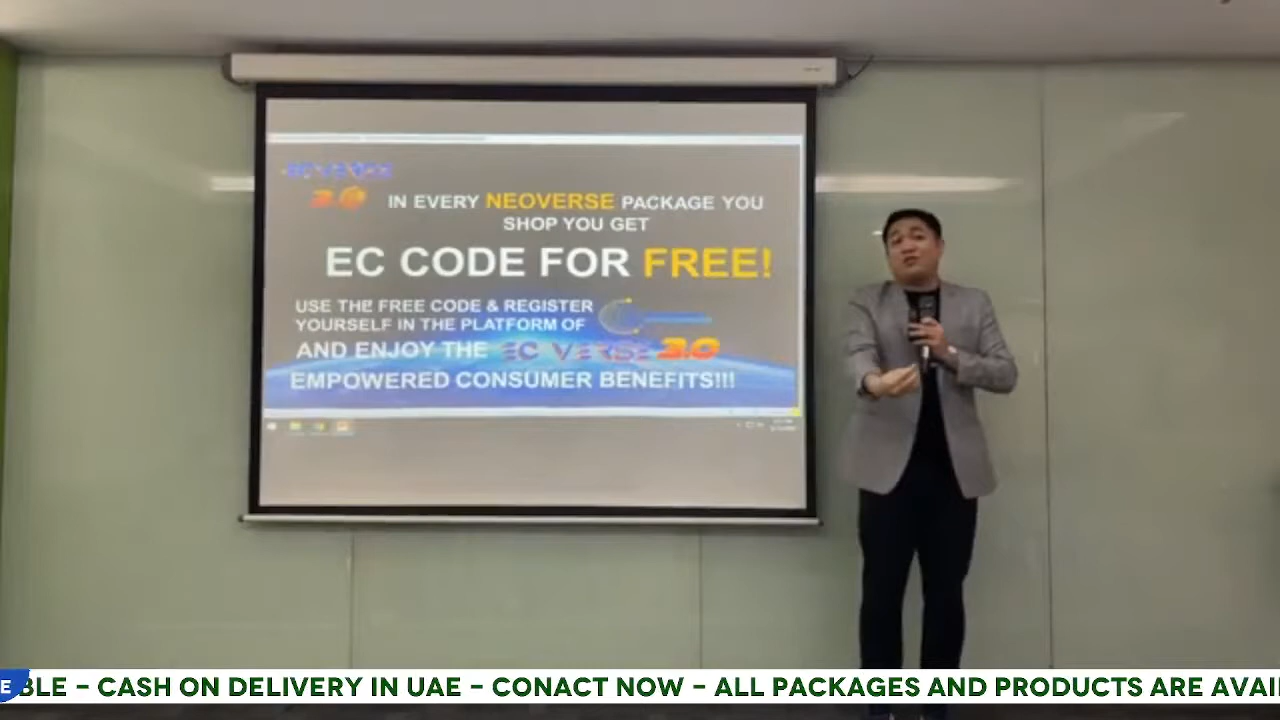 EC VERSE
3.0
IN EVERY NEOVERSE PACKAGE YOU
SHOP YOU GET
EC CODE FOR FREE!
USE THE FREE CODE & REGISTER
YOURSELF IN THE PLATFORM OF
AND ENJOY THE EC VERSE 3.0
EMPOWERED CONSUMER BENEFITS!!!
E BLE - CASH ON DELIVERY IN UAE - CONACT NOW - ALL PACKAGES AND PRODUCTS ARE AVAI